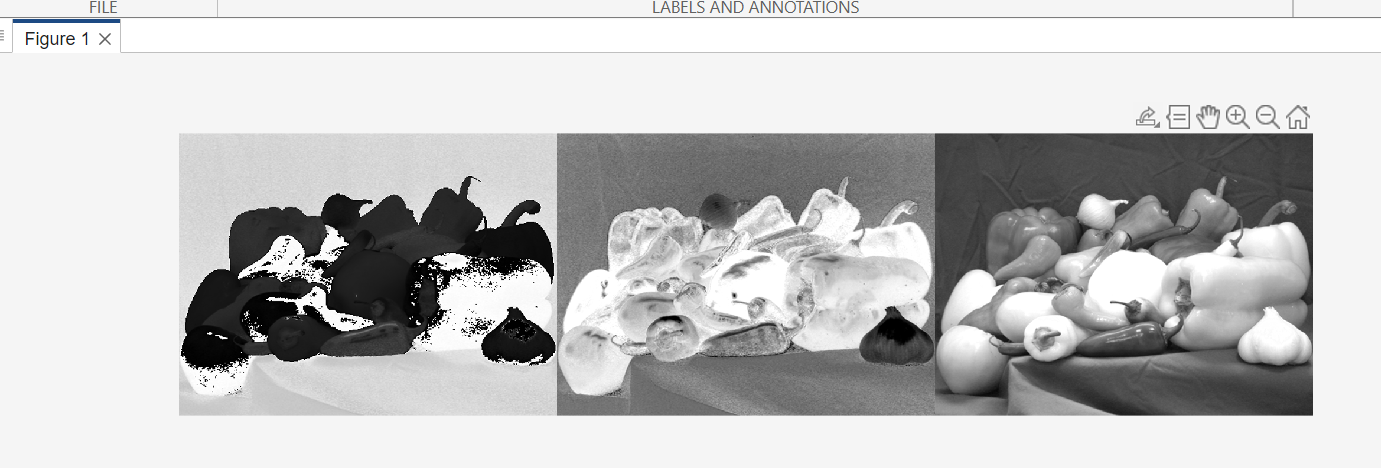 FILE
LABELS AND ANNOTATIONS
Figure 1